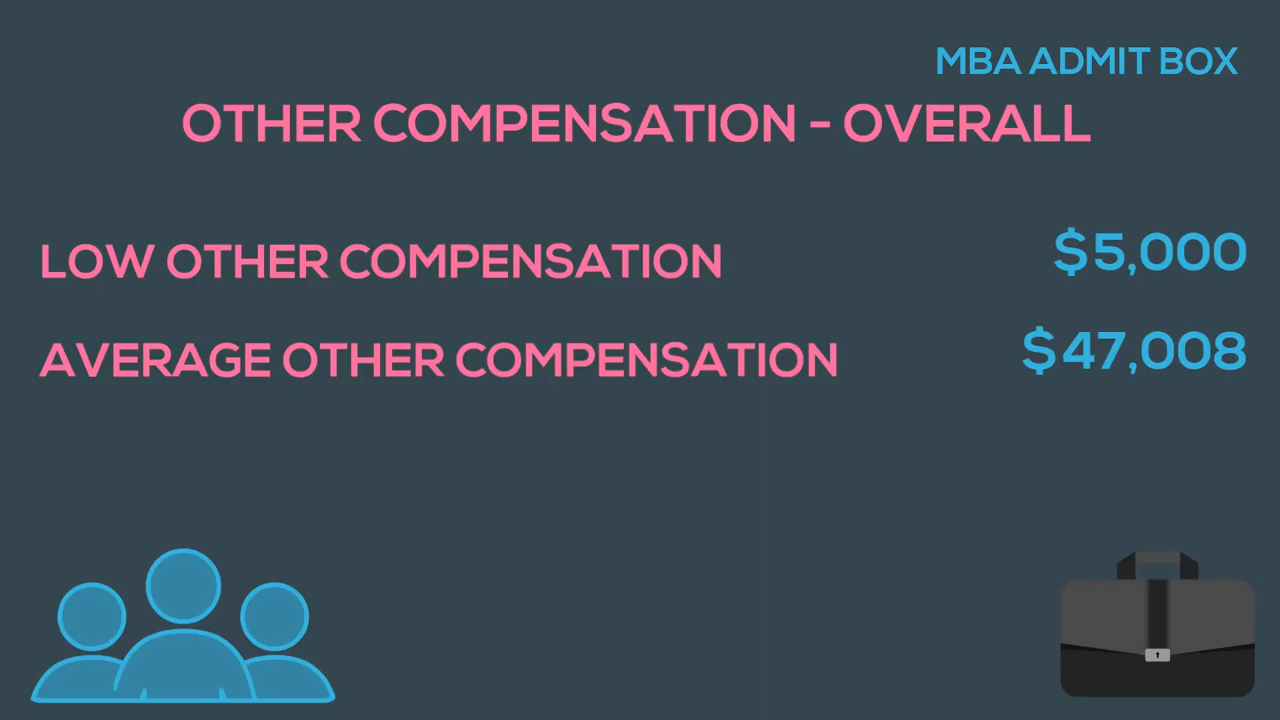 MBA ADMIT BOX
OTHER COMPENSATION - OVERALL
LOW OTHER COMPENSATION $5,000
AVERAGE OTHER COMPENSATION $47,008